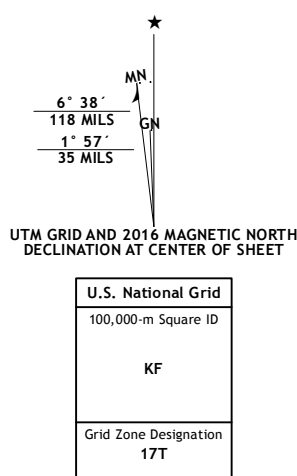 ★
MN
6° 38´
118 MILS
GN
1° 57´
35 MILS
UTM GRID AND 2016 MAGNETIC NORTH
DECLINATION AT CENTER OF SHEET
U.S. National Grid
100,000-m Square ID
KF
Grid Zone Designation
17T